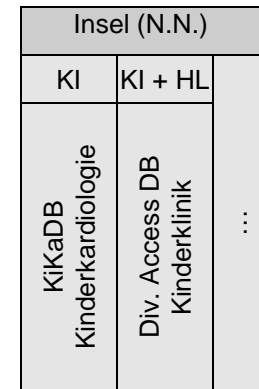 Insel (N.N.)
KI
KI + HL
KiKaDB
Kinderkardiologie
Div. Access DB
Kinderklinik
…